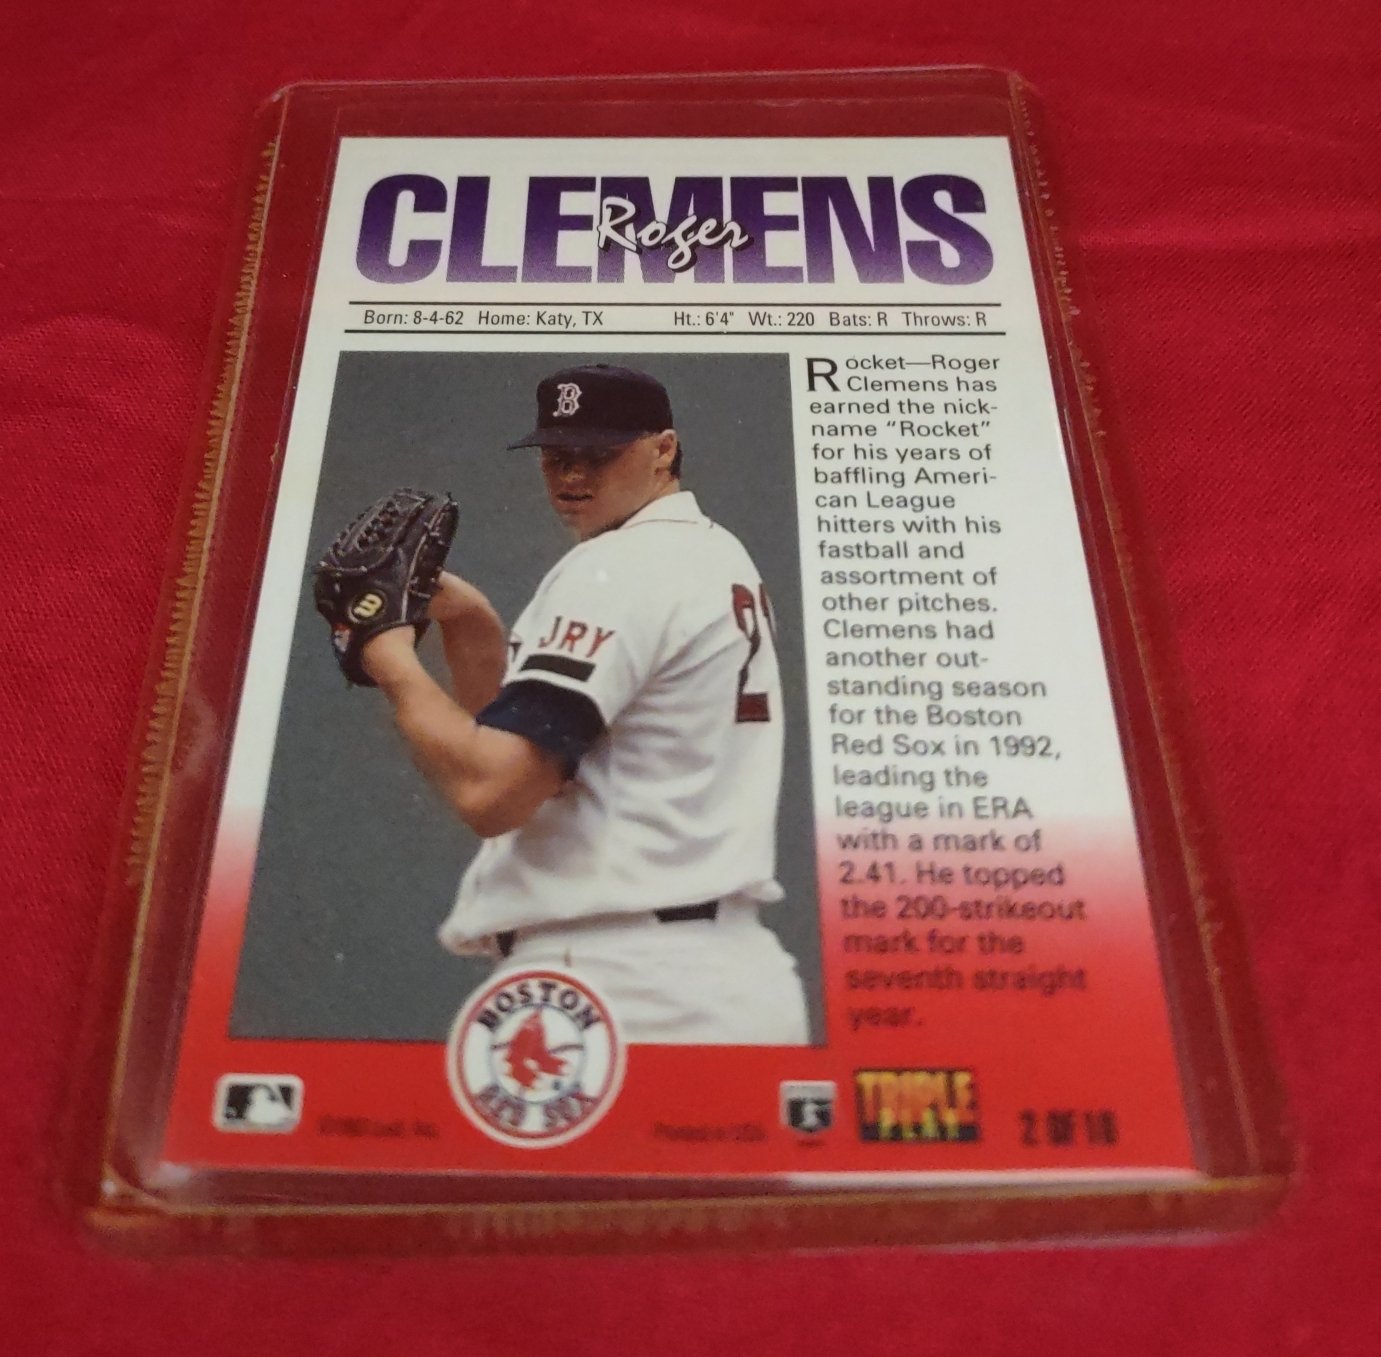 CLEMENS
Roger
Born: 8-4-62 Home: Katy, TX Ht.: 6'4" Wt.: 220 Bats: R Throws: R
Rocket—Roger
Clemens has
earned the nick-
name “Rocket”
for his years of
baffling Ameri-
can League
hitters with his
fastball and
assortment of
other pitches.
Clemens had
another out-
standing season
for the Boston
Red Sox in 1992,
leading the
league in ERA
with a mark of
2.41. He topped
the 200-strikeout
mark for the
seventh straight
year.
B
W
JRY
21
BOSTON
RED SOX
Printed in USA
TRIPLE
PLAY
2 OF 10